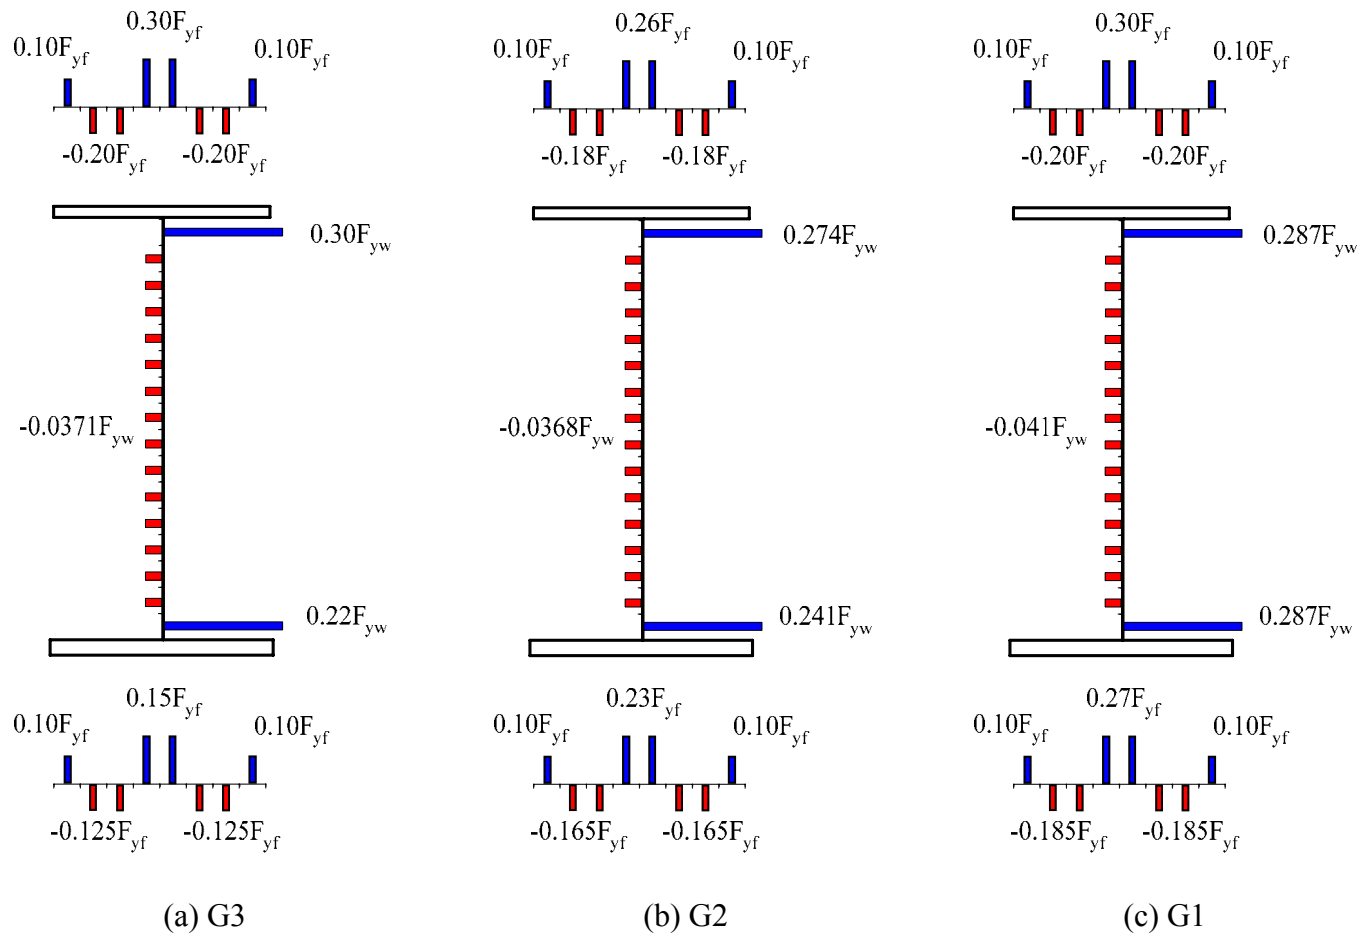 0.30F_yf
0.10F_yf 0.10F_yf
-0.20F_yf -0.20F_yf
0.30F_yw
-0.0371F_yw
0.22F_yw
0.15F_yf
0.10F_yf 0.10F_yf
-0.125F_yf -0.125F_yf
(a) G3
0.26F_yf
0.10F_yf 0.10F_yf
-0.18F_yf -0.18F_yf
0.274F_yw
-0.0368F_yw
0.241F_yw
0.23F_yf
0.10F_yf 0.10F_yf
-0.165F_yf -0.165F_yf
(b) G2
0.30F_yf
0.10F_yf 0.10F_yf
-0.20F_yf -0.20F_yf
0.287F_yw
-0.041F_yw
0.287F_yw
0.27F_yf
0.10F_yf 0.10F_yf
-0.185F_yf -0.185F_yf
(c) G1